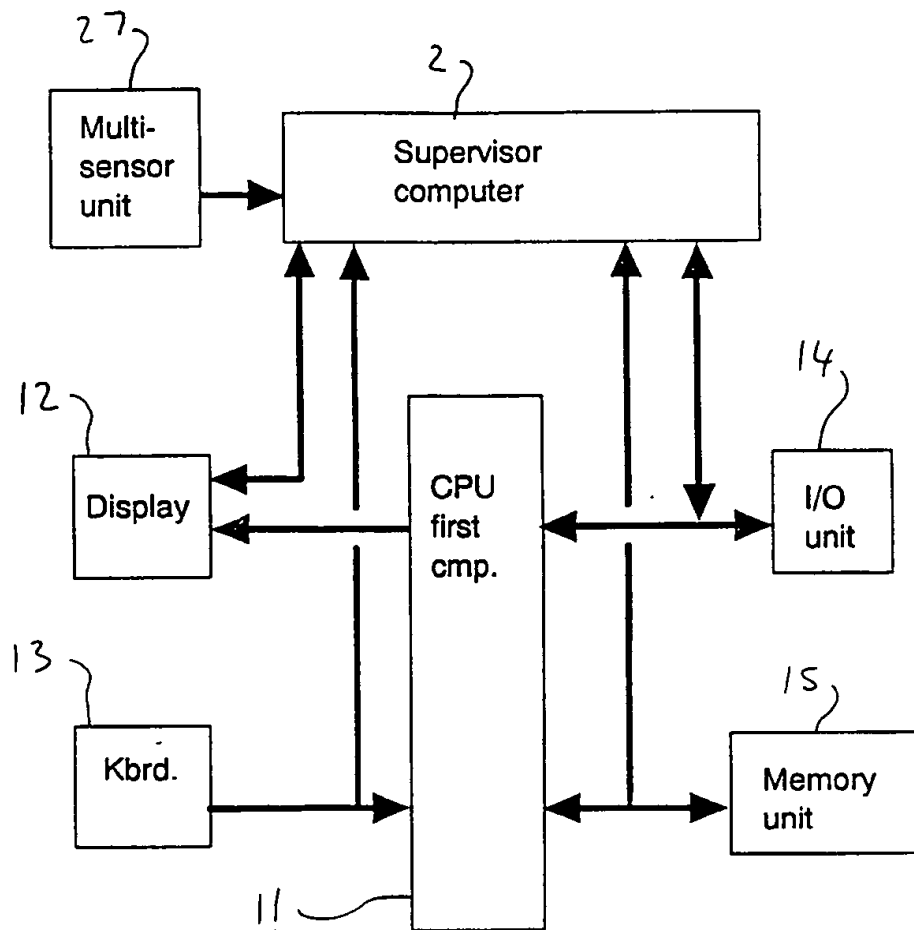 27
2
Multi-
sensor
unit
Supervisor
computer
12
14
Display
CPU
first
cmp.
I/O
unit
13
15
Kbrd.
Memory
unit
11